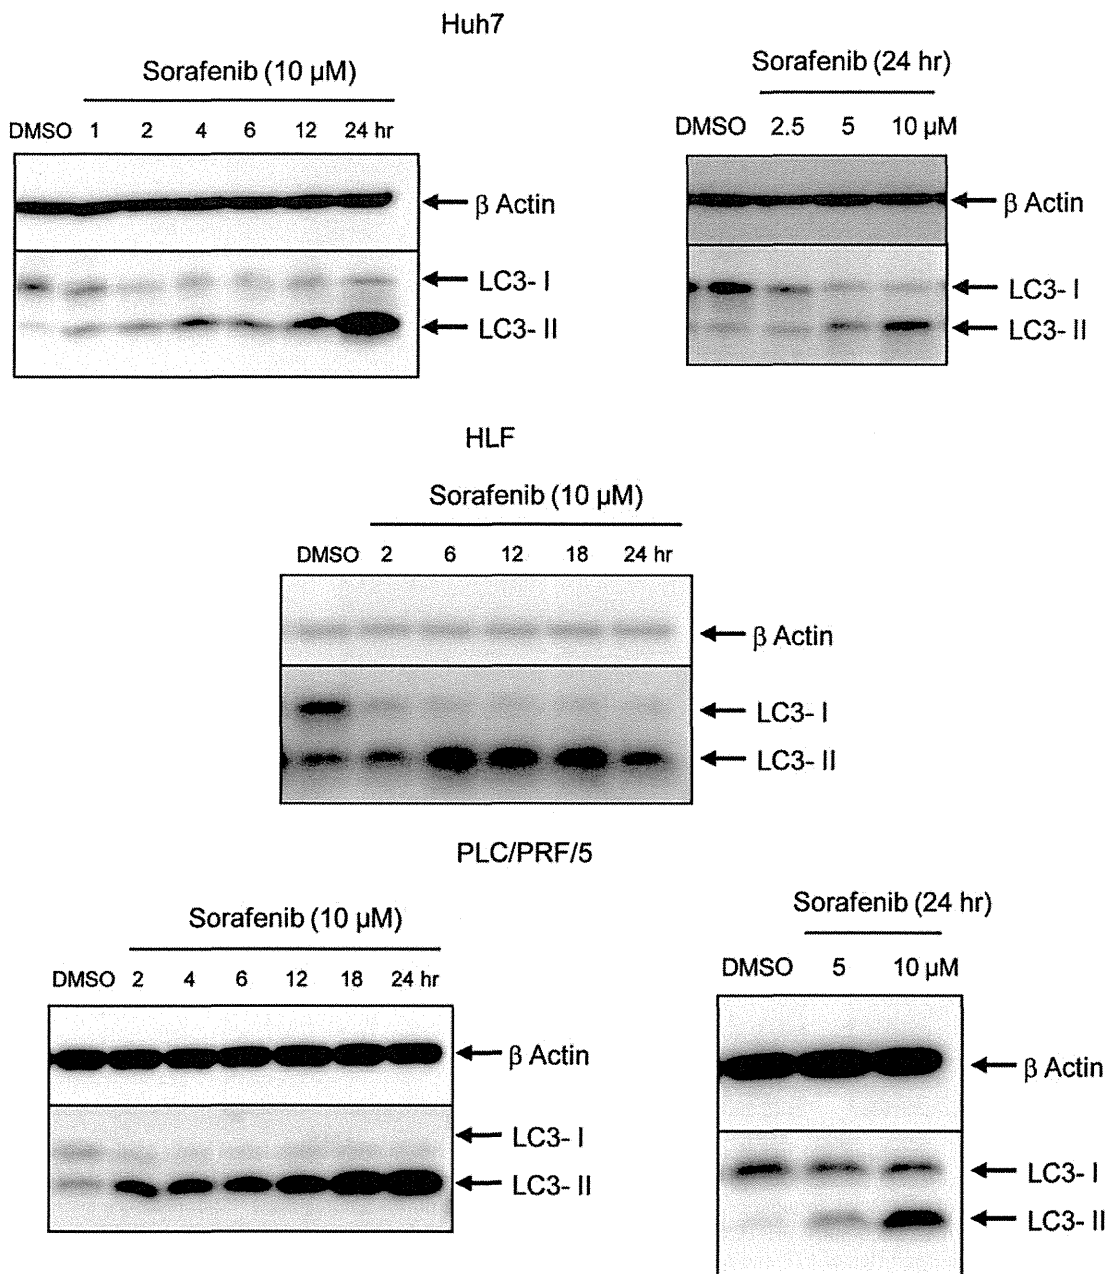 Huh7
Sorafenib (10 µM)
DMSO 1 2 4 6 12 24 hr
β Actin
LC3- I
LC3- II
Sorafenib (24 hr)
DMSO 2.5 5 10 µM
β Actin
LC3- I
LC3- II
HLF
Sorafenib (10 µM)
DMSO 2 6 12 18 24 hr
β Actin
LC3- I
LC3- II
PLC/PRF/5
Sorafenib (10 µM)
DMSO 2 4 6 12 18 24 hr
β Actin
LC3- I
LC3- II
Sorafenib (24 hr)
DMSO 5 10 µM
β Actin
LC3- I
LC3- II